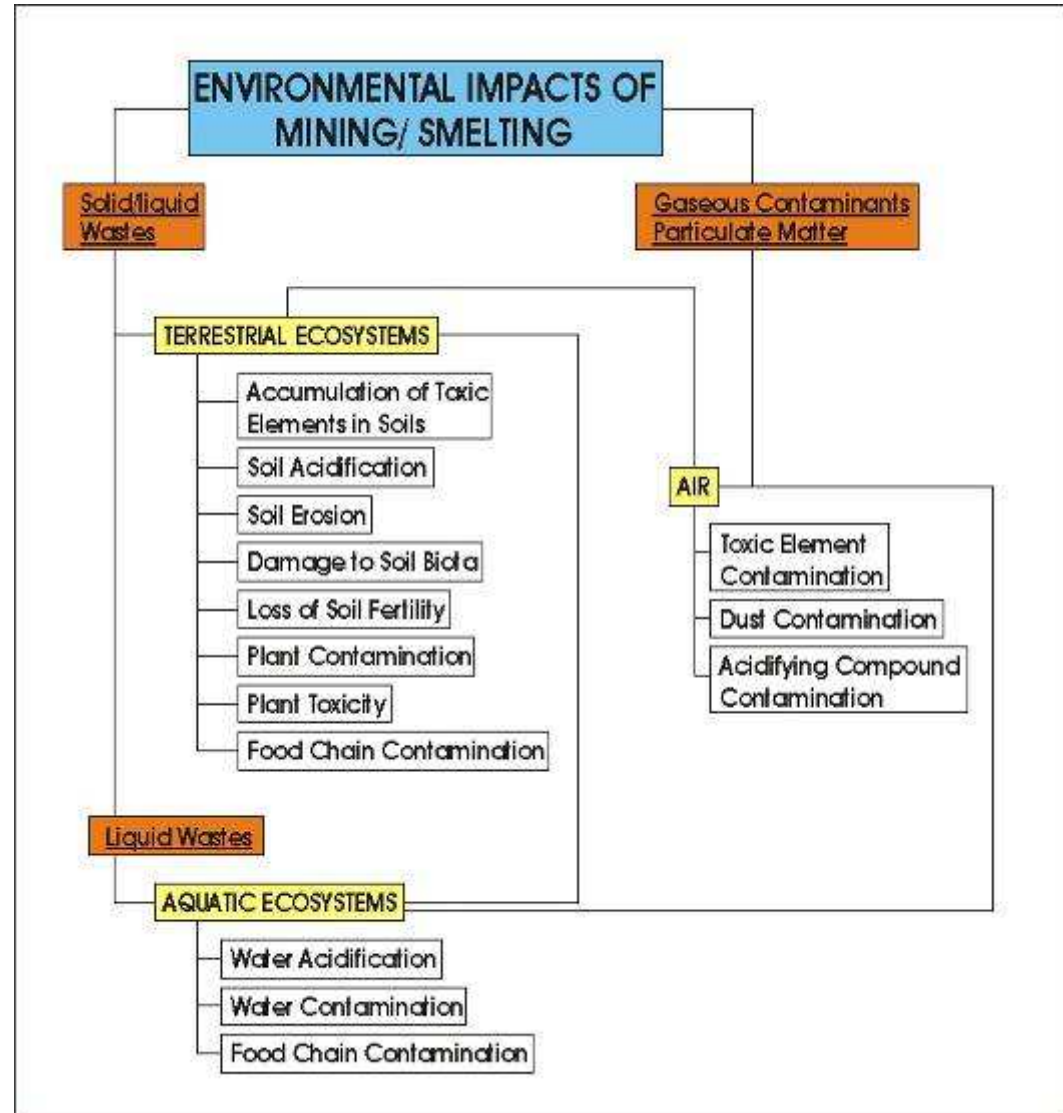 ENVIRONMENTAL IMPACTS OF
MINING/ SMELTING
Solid/liquid
Wastes
Gaseous Contaminants
Particulate Matter
TERRESTRIAL ECOSYSTEMS
Accumulation of Toxic
Elements in Soils
Soil Acidification
Soil Erosion
Damage to Soil Biota
Loss of Soil Fertility
Plant Contamination
Plant Toxicity
Food Chain Contamination
AIR
Toxic Element
Contamination
Dust Contamination
Acidifying Compound
Contamination
Liquid Wastes
AQUATIC ECOSYSTEMS
Water Acidification
Water Contamination
Food Chain Contamination